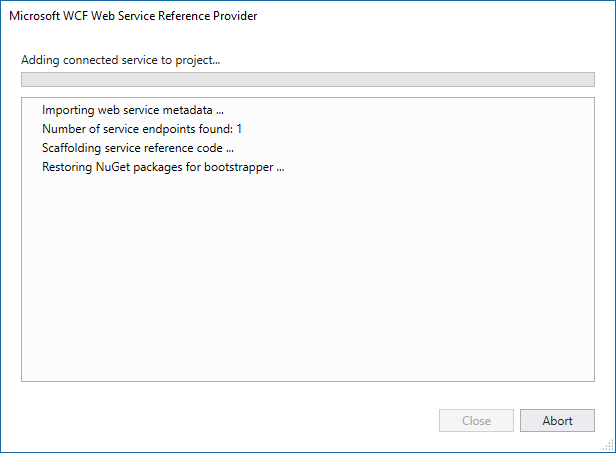 Microsoft WCF Web Service Reference Provider
Adding connected service to project...
Importing web service metadata ...
Number of service endpoints found: 1
Scaffolding service reference code ...
Restoring NuGet packages for bootstrapper ...
Close
Abort